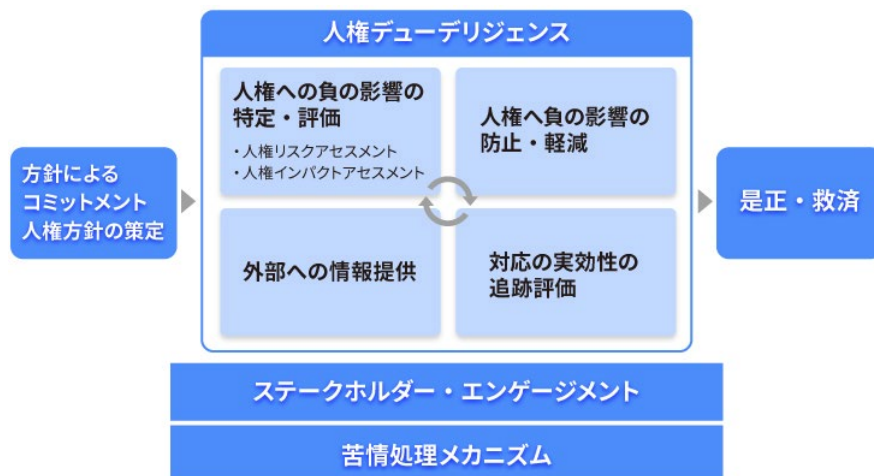 人権デューデリジェンス
人権への負の影響の
特定・評価
・人権リスクアセスメント
・人権インパクトアセスメント
人権へ負の影響の
防止・軽減
方針による
コミットメント
人権方針の策定
是正・救済
外部への情報提供
対応の実効性の
追跡評価
ステークホルダー・エンゲージメント
苦情処理メカニズム